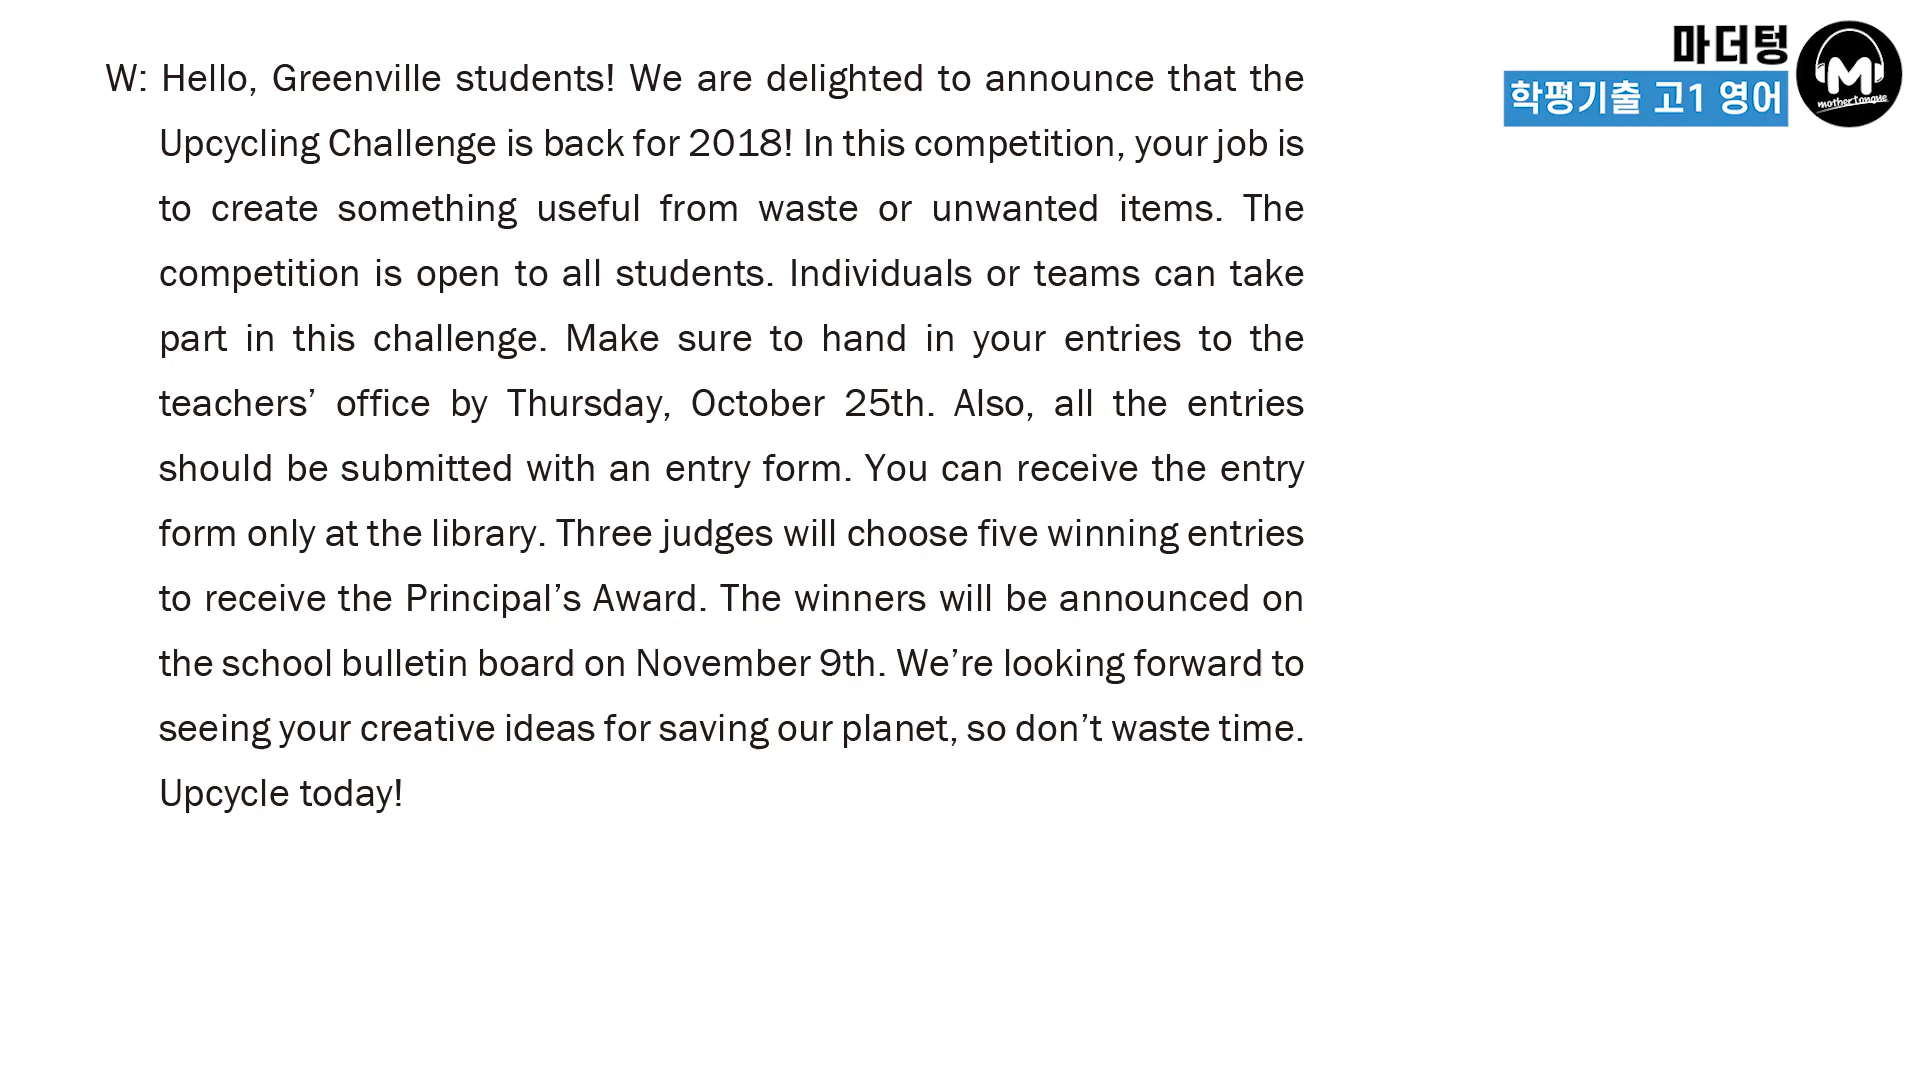 마더텅
학평기출 고1 영어
M
mothertongue
W: Hello, Greenville students! We are delighted to announce that the
Upcycling Challenge is back for 2018! In this competition, your job is
to create something useful from waste or unwanted items. The
competition is open to all students. Individuals or teams can take
part in this challenge. Make sure to hand in your entries to the
teachers’ office by Thursday, October 25th. Also, all the entries
should be submitted with an entry form. You can receive the entry
form only at the library. Three judges will choose five winning entries
to receive the Principal’s Award. The winners will be announced on
the school bulletin board on November 9th. We’re looking forward to
seeing your creative ideas for saving our planet, so don’t waste time.
Upcycle today!